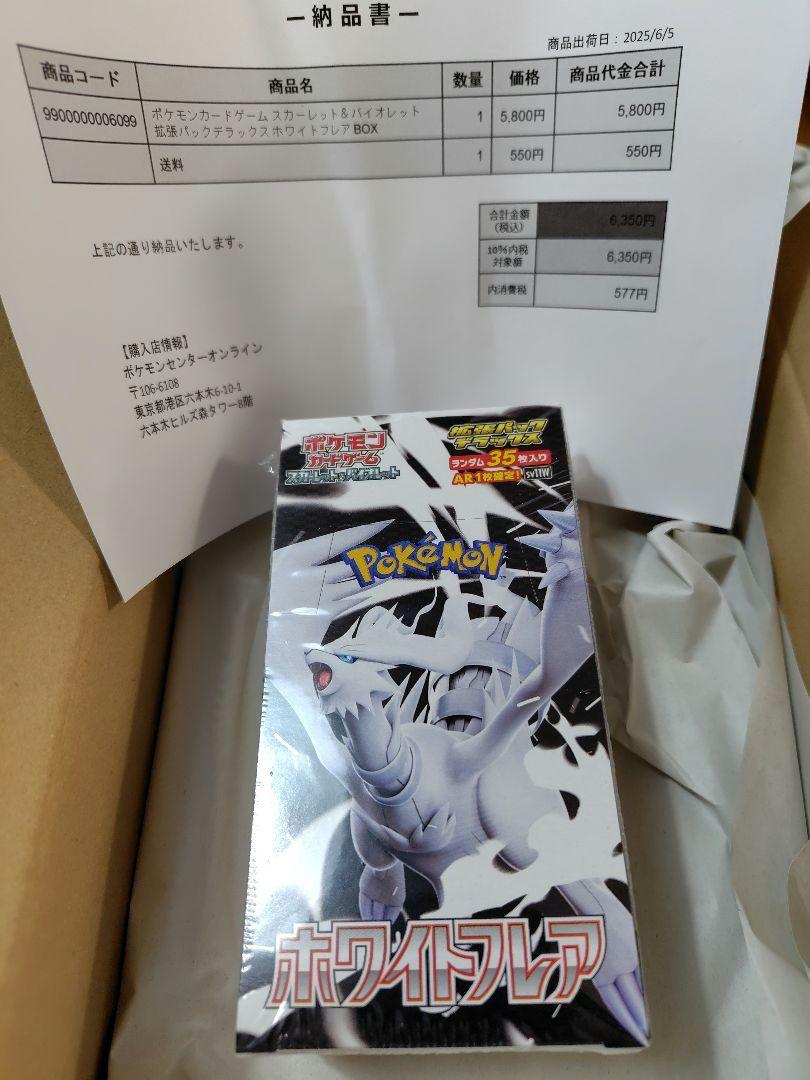 ー納品書ー
商品出荷日：2025/6/5
商品コード 商品名 数量 価格 商品代金合計
9900000006099 ポケモンカードゲーム スカーレット＆バイオレット 1 5,800円 5,800円
拡張パックデラックス ホワイトフレア BOX
送料 1 550円 550円
合計金額 6,350円
(税込)
10%内税 6,350円
対象額
内消費税 577円
上記の通り納品いたします。
【購入店情報】
ポケモンセンターオンライン
〒106-6108
東京都港区六本木6-10-1
六本木ヒルズ森タワー8階
ポケモン
カードゲーム
スカーレット&バイオレット
拡張パック
デラックス
ランダム35枚入り
AR1枚確定! sv11W
POKéMON
ホワイトフレア